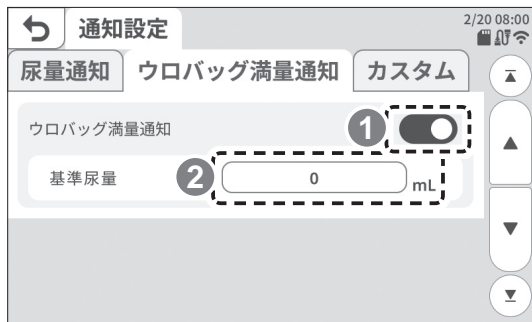 通知設定
2/20 08:00
尿量通知 ウロバッグ満量通知 カスタム
ウロバッグ満量通知 1
基準尿量 2 0 mL